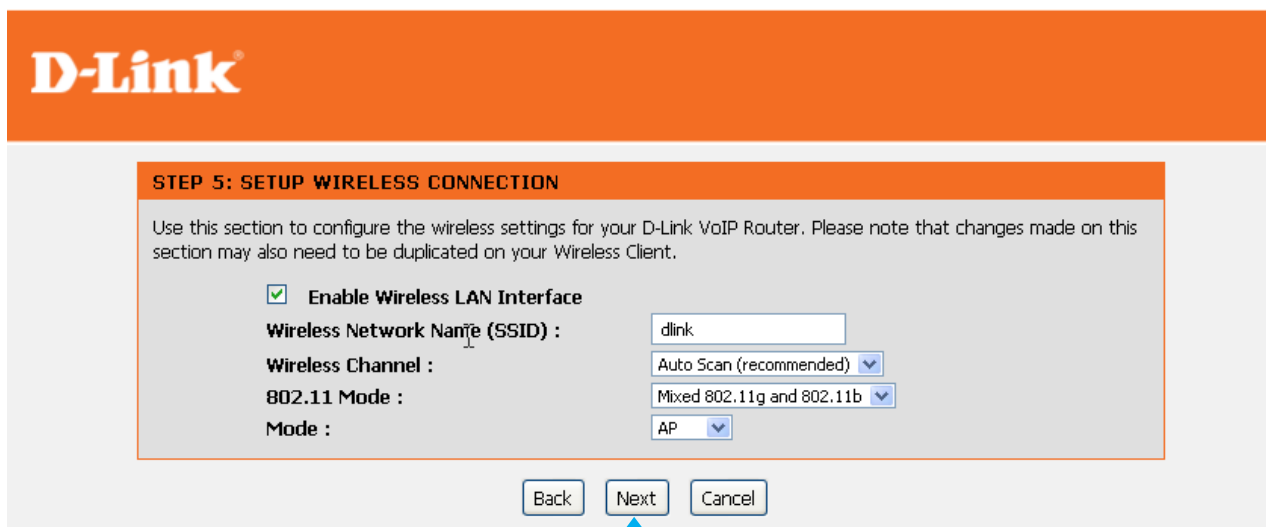 D-Link®
STEP 5: SETUP WIRELESS CONNECTION
Use this section to configure the wireless settings for your D-Link VoIP Router. Please note that changes made on this
section may also need to be duplicated on your Wireless Client.
Enable Wireless LAN Interface
Wireless Network Name (SSID) : dlink
Wireless Channel : Auto Scan (recommended)
802.11 Mode : Mixed 802.11g and 802.11b
Mode : AP
Back Next Cancel